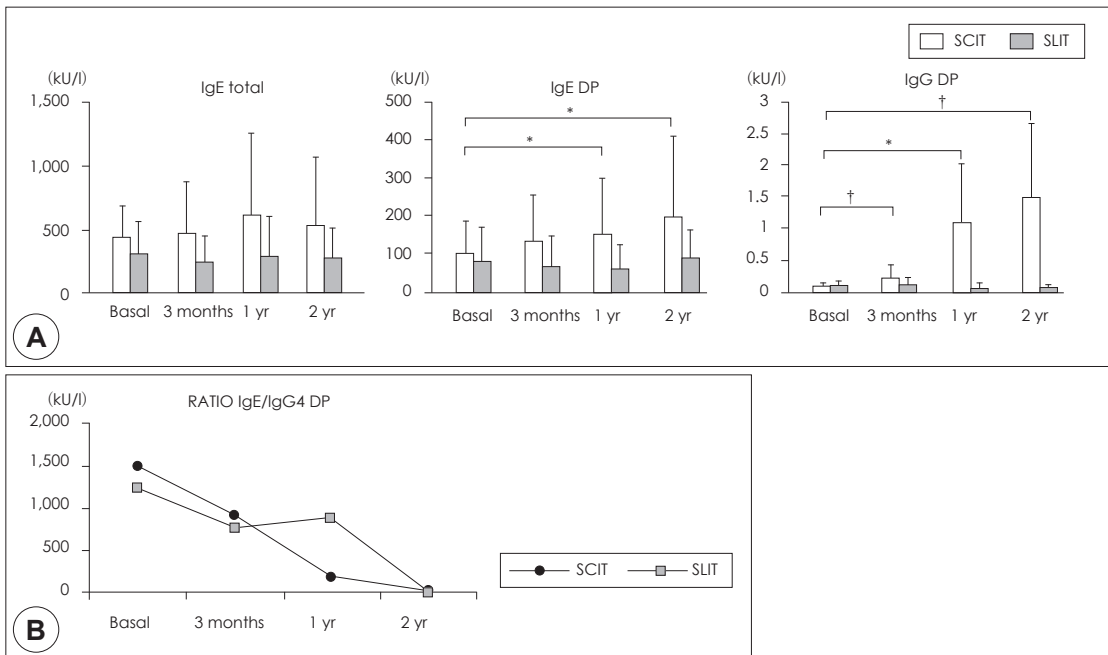 SCIT SLIT
(kU/l) IgE total
1,500
1,000
500
0
Basal 3 months 1 yr 2 yr
(kU/l) IgE DP
500
400
300
200
100
0
* *
Basal 3 months 1 yr 2 yr
(kU/l) IgG DP
3
2.5
2
1.5
1
0.5
0
† * †
Basal 3 months 1 yr 2 yr
A
(kU/l) RATIO IgE/IgG4 DP
2,000
1,500
1,000
500
0
Basal 3 months 1 yr 2 yr
SCIT SLIT
B